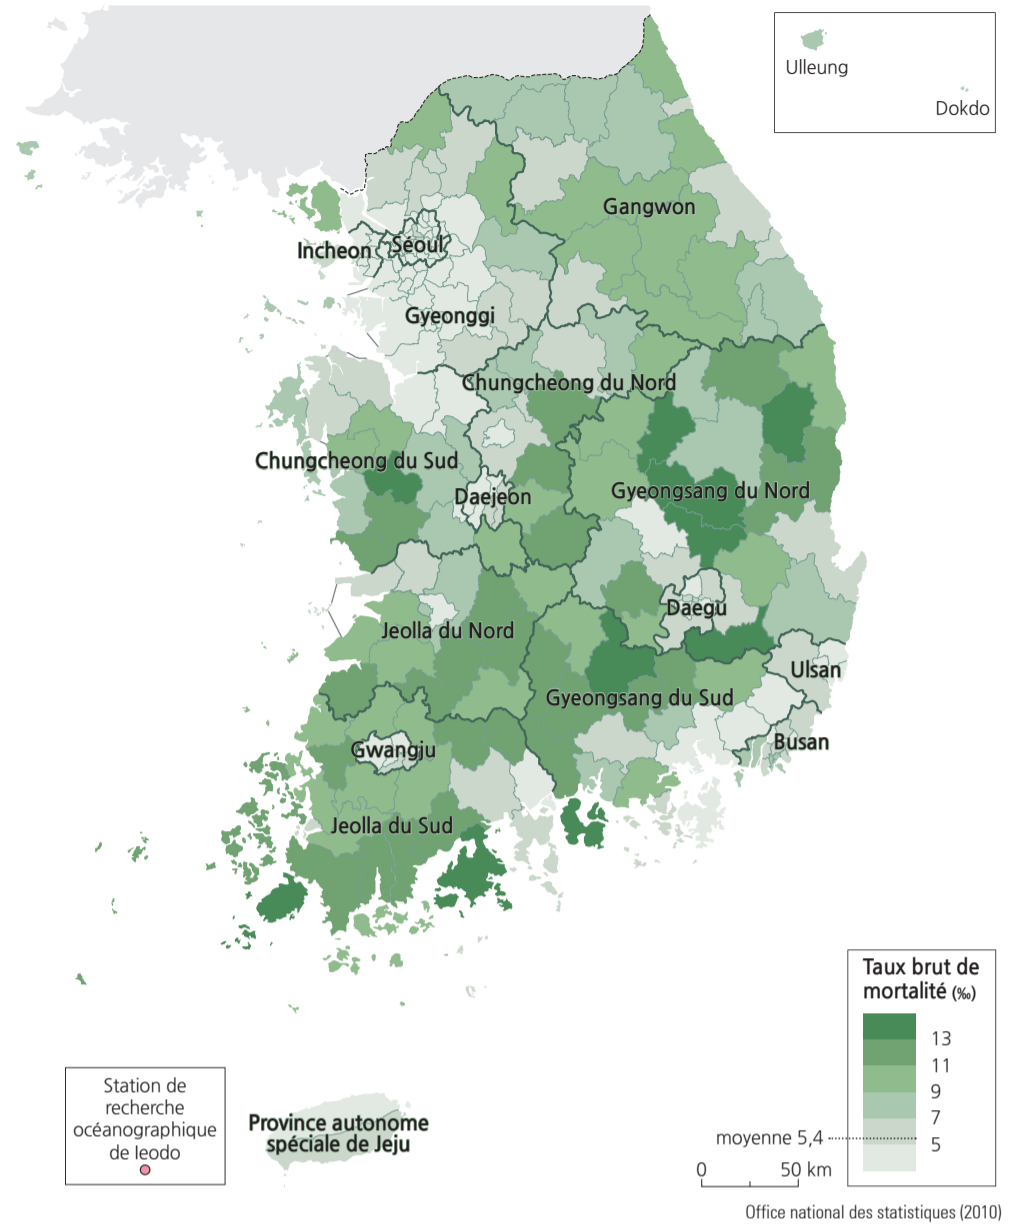 Ulleung
Dokdo
Gangwon
Incheon
Séoul
Gyeonggi
Chungcheong du Nord
Chungcheong du Sud
Daejeon
Gyeongsang du Nord
Daegu
Jeolla du Nord
Ulsan
Gyeongsang du Sud
Busan
Gwangju
Jeolla du Sud
Station de
recherche
océanographique
de Ieodo
Province autonome
spéciale de Jeju
Taux brut de
mortalité (‰)
13
11
9
7
moyenne 5,4
5
0 50 km
Office national des statistiques (2010)